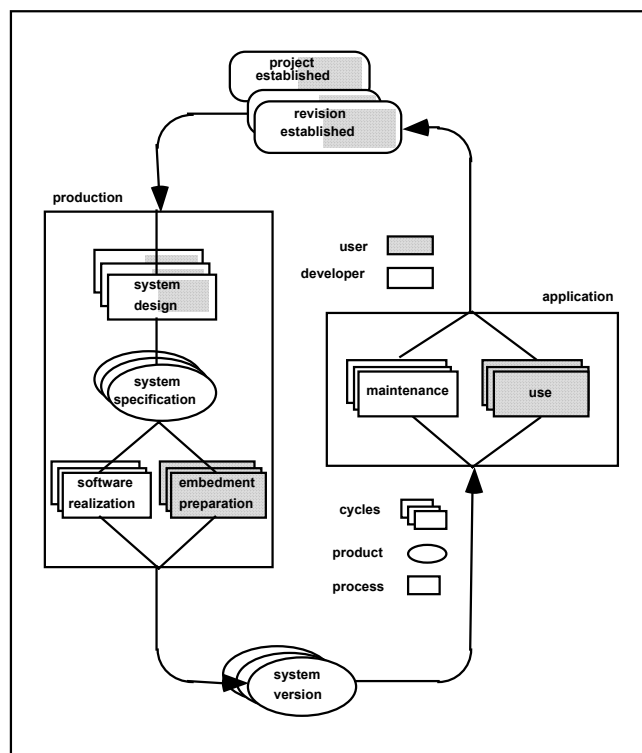 project
established
revision
established
production
system
design
system
specification
software
realization
embedment
preparation
user
developer
application
maintenance
use
cycles
product
process
system
version